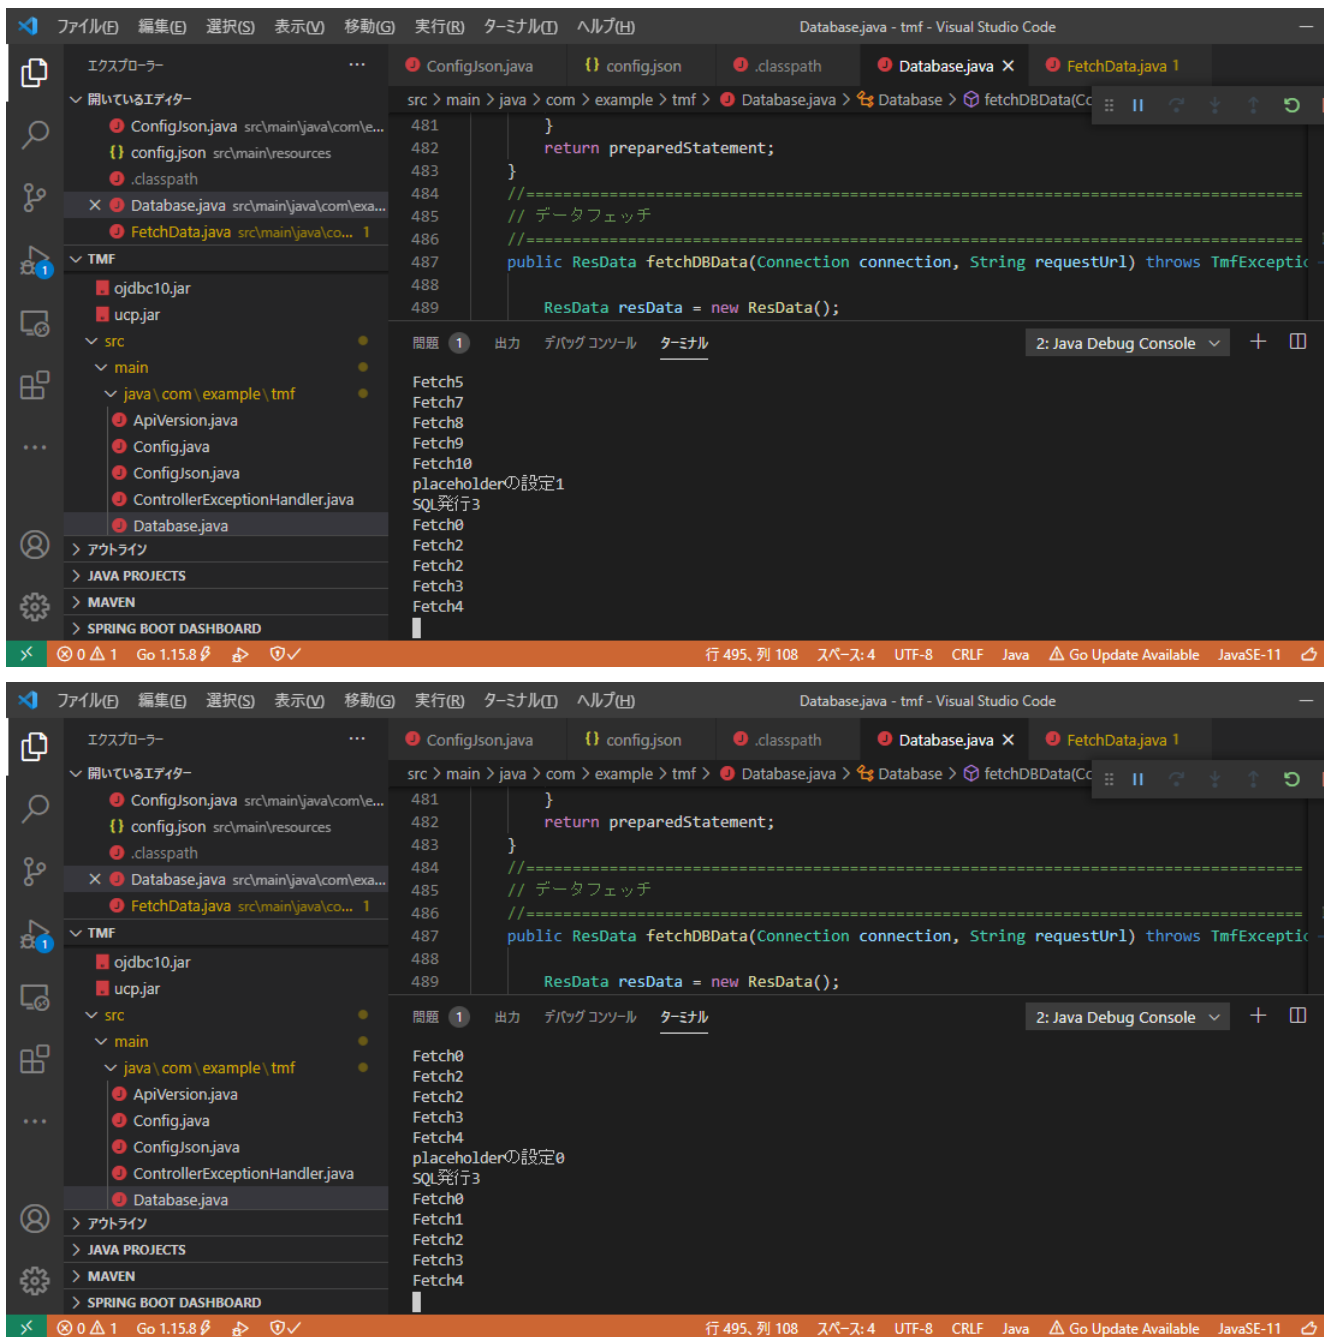 ファイル(F) 編集(E) 選択(S) 表示(V) 移動(G) 実行(R) ターミナル(T) ヘルプ(H) Database.java - tmf - Visual Studio Code
エクスプローラー ···
ConfigJson.java {} config.json .classpath Database.java × FetchData.java 1
src > main > java > com > example > tmf > Database.java > Database > fetchDBData(Cc
開いているエディター
ConfigJson.java src\main\java\com\e...
{} config.json src\main\resources
.classpath
× Database.java src\main\java\com\exa...
FetchData.java src\main\java\co... 1
TMF
ojdbc10.jar
ucp.jar
src
main
java\com\example\tmf
ApiVersion.java
Config.java
ConfigJson.java
ControllerExceptionHandler.java
Database.java
アウトライン
JAVA PROJECTS
MAVEN
SPRING BOOT DASHBOARD
1
481 }
482 return preparedStatement;
483 }
484 //====================================================================================
485 // データフェッチ
486 //====================================================================================
487 public ResData fetchDBData(Connection connection, String requestUrl) throws TmfExceptic
488
489 ResData resData = new ResData();
問題 1 出力 デバッグ コンソール ターミナル 2: Java Debug Console
Fetch5
Fetch7
Fetch8
Fetch9
Fetch10
placeholderの設定1
SQL発行3
Fetch0
Fetch2
Fetch2
Fetch3
Fetch4
0 1 Go 1.15.8 行 495、列 108 スペース: 4 UTF-8 CRLF Java Go Update Available JavaSE-11
ファイル(F) 編集(E) 選択(S) 表示(V) 移動(G) 実行(R) ターミナル(T) ヘルプ(H) Database.java - tmf - Visual Studio Code
エクスプローラー ···
ConfigJson.java {} config.json .classpath Database.java × FetchData.java 1
src > main > java > com > example > tmf > Database.java > Database > fetchDBData(Cc
開いているエディター
ConfigJson.java src\main\java\com\e...
{} config.json src\main\resources
.classpath
× Database.java src\main\java\com\exa...
FetchData.java src\main\java\co... 1
TMF
ojdbc10.jar
ucp.jar
src
main
java\com\example\tmf
ApiVersion.java
Config.java
ConfigJson.java
ControllerExceptionHandler.java
Database.java
アウトライン
JAVA PROJECTS
MAVEN
SPRING BOOT DASHBOARD
1
481 }
482 return preparedStatement;
483 }
484 //====================================================================================
485 // データフェッチ
486 //====================================================================================
487 public ResData fetchDBData(Connection connection, String requestUrl) throws TmfExceptic
488
489 ResData resData = new ResData();
問題 1 出力 デバッグ コンソール ターミナル 2: Java Debug Console
Fetch0
Fetch2
Fetch2
Fetch3
Fetch4
placeholderの設定0
SQL発行3
Fetch0
Fetch1
Fetch2
Fetch3
Fetch4
0 1 Go 1.15.8 行 495、列 108 スペース: 4 UTF-8 CRLF Java Go Update Available JavaSE-11